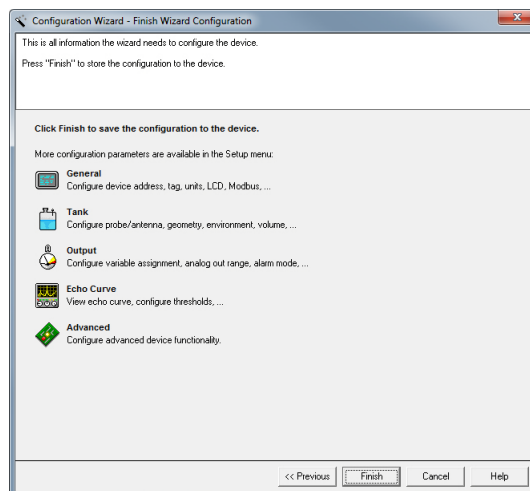 Configuration Wizard - Finish Wizard Configuration
This is all information the wizard needs to configure the device.
Press "Finish" to store the configuration to the device.
Click Finish to save the configuration to the device.
More configuration parameters are available in the Setup menu:
General
Configure device address, tag, units, LCD, Modbus, ...
Tank
Configure probe/antenna, geometry, environment, volume, ...
Output
Configure variable assignment, analog out range, alarm mode, ...
Echo Curve
View echo curve, configure thresholds, ...
Advanced
Configure advanced device functionality.
<< Previous Finish Cancel Help